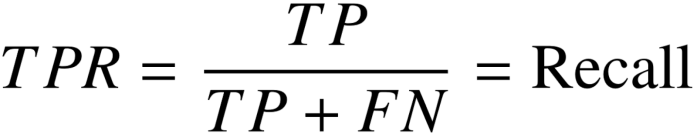 TPR = TP / TP + FN = Recall